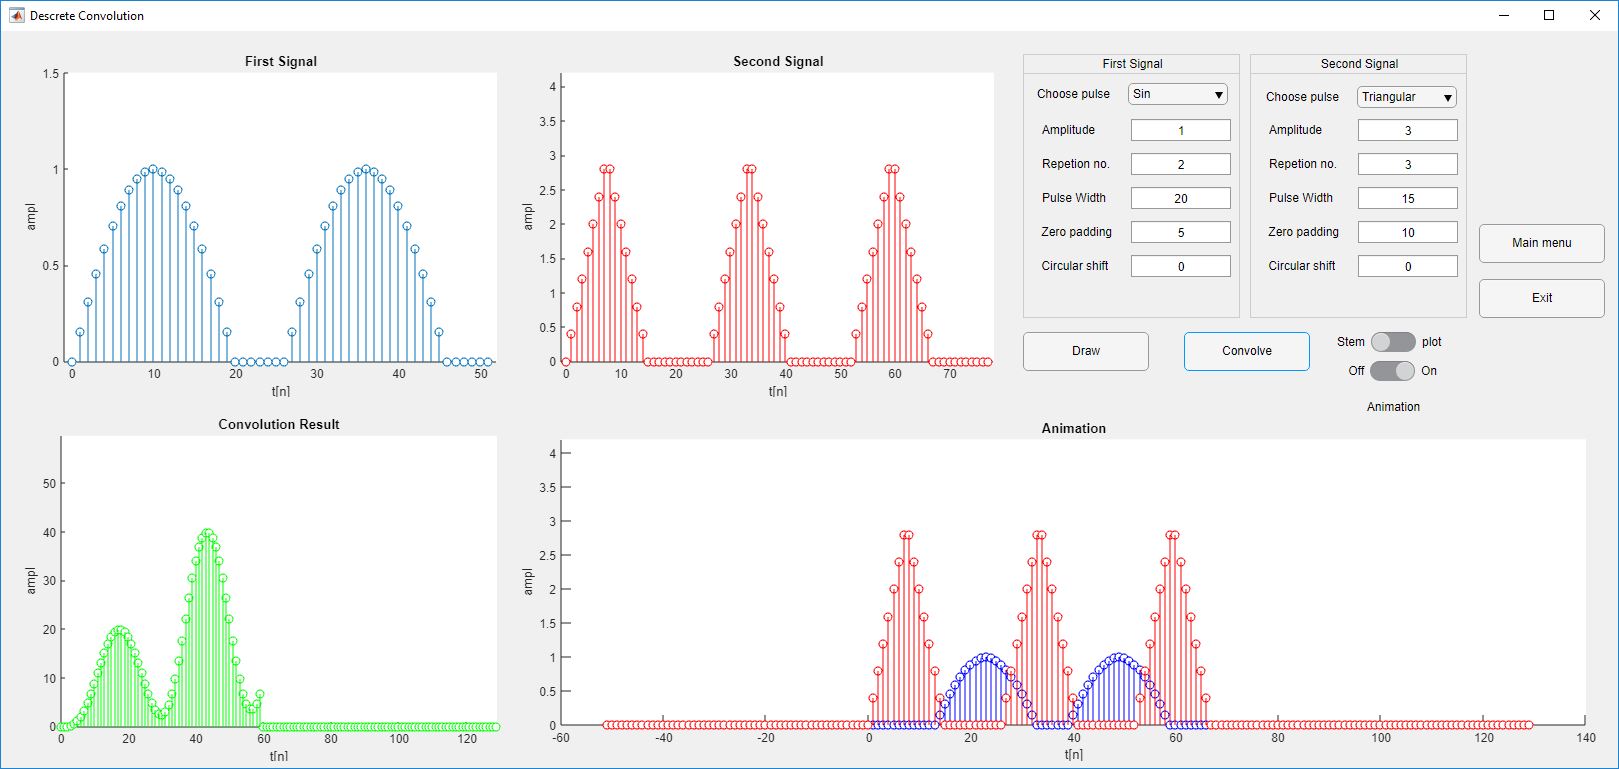 Descrete Convolution
First Signal
1.5
1
0.5
0
ampl
0 10 20 30 40 50
t[n]
Second Signal
4
3.5
3
2.5
2
1.5
1
0.5
0
ampl
0 10 20 30 40 50 60 70
t[n]
First Signal
Choose pulse Sin
Amplitude 1
Repetion no. 2
Pulse Width 20
Zero padding 5
Circular shift 0
Second Signal
Choose pulse Triangular
Amplitude 3
Repetion no. 3
Pulse Width 15
Zero padding 10
Circular shift 0
Main menu
Exit
Draw
Convolve
Stem plot
Off On
Animation
Convolution Result
50
40
30
20
10
0
ampl
0 20 40 60 80 100 120
t[n]
Animation
4
3.5
3
2.5
2
1.5
1
0.5
0
ampl
-60 -40 -20 0 20 40 60 80 100 120 140
t[n]